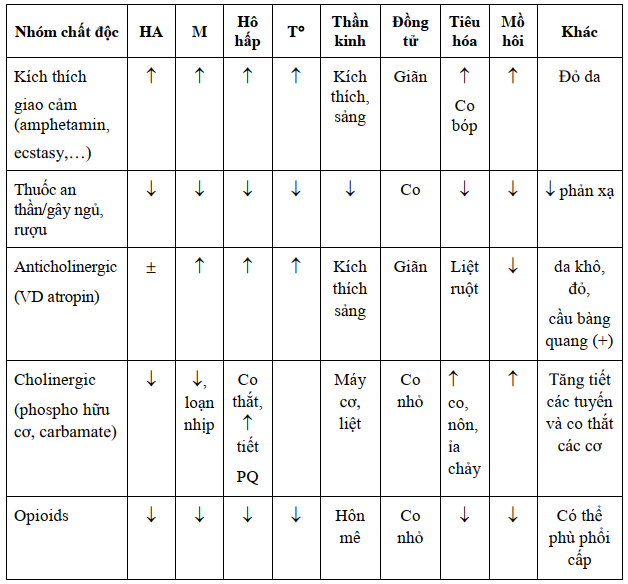 Nhóm chất độc | HA | M | Hô hấp | T° | Thần kinh | Đồng tử | Tiêu hóa | Mồ hôi | Khác
Kích thích giao cảm (amphetamin, ecstasy,…) | ↑ | ↑ | ↑ | ↑ | Kích thích, sảng | Giãn | ↑ Co bóp | ↑ | Đỏ da
Thuốc an thần/gây ngủ, rượu | ↓ | ↓ | ↓ | ↓ | ↓ | Co | ↓ | ↓ | ↓ phản xạ
Anticholinergic (VD atropin) | ± | ↑ | ↑ | ↑ | Kích thích sảng | Giãn | Liệt ruột | ↓ | da khô, đỏ, cầu bàng quang (+)
Cholinergic (phospho hữu cơ, carbamate) | ↓ | ↓, loạn nhịp | Co thắt, ↑ tiết PQ | | Máy cơ, liệt | Co nhỏ | ↑ co, nôn, ỉa chảy | ↑ | Tăng tiết các tuyến và co thắt các cơ
Opioids | ↓ | ↓ | ↓ | ↓ | Hôn mê | Co nhỏ | ↓ | ↓ | Có thể phù phổi cấp